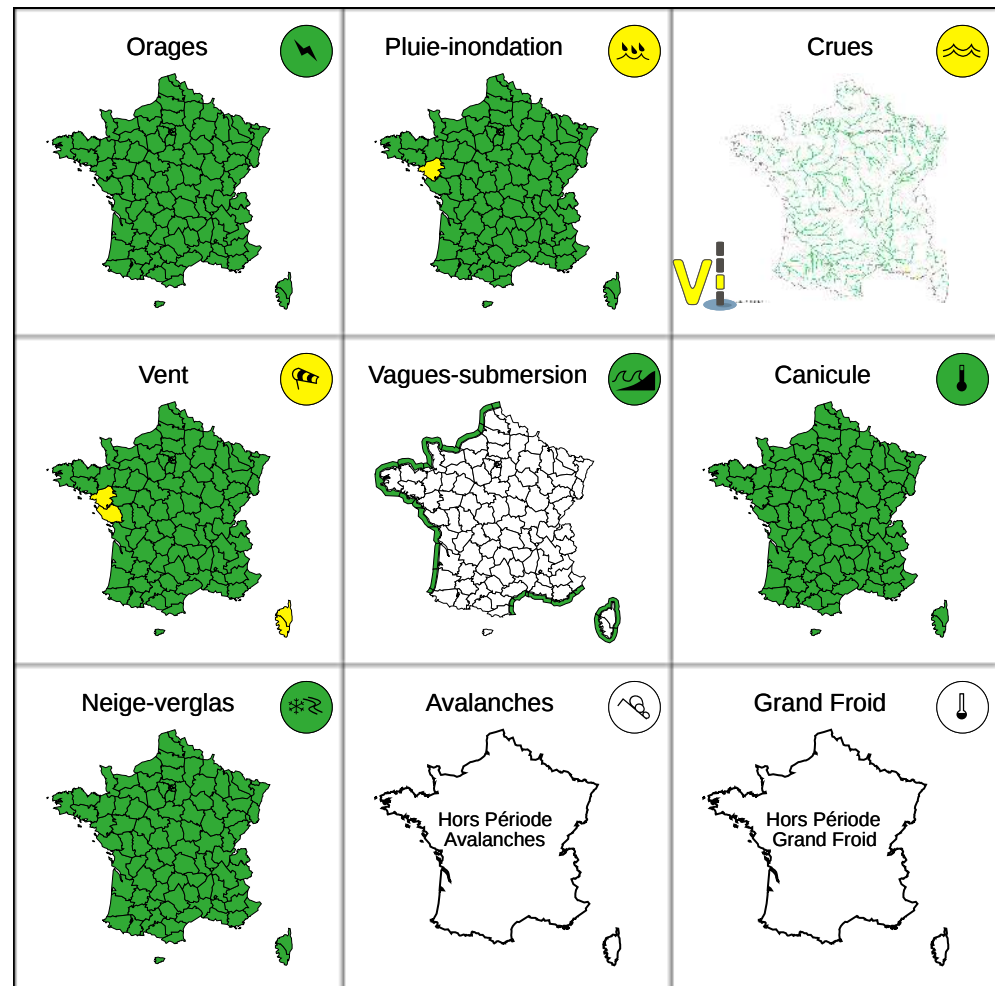 Orages
Pluie-inondation
Crues
Vi
Vent
Vagues-submersion
Canicule
Neige-verglas
Avalanches
Grand Froid
Hors Période
Avalanches
Hors Période
Grand Froid